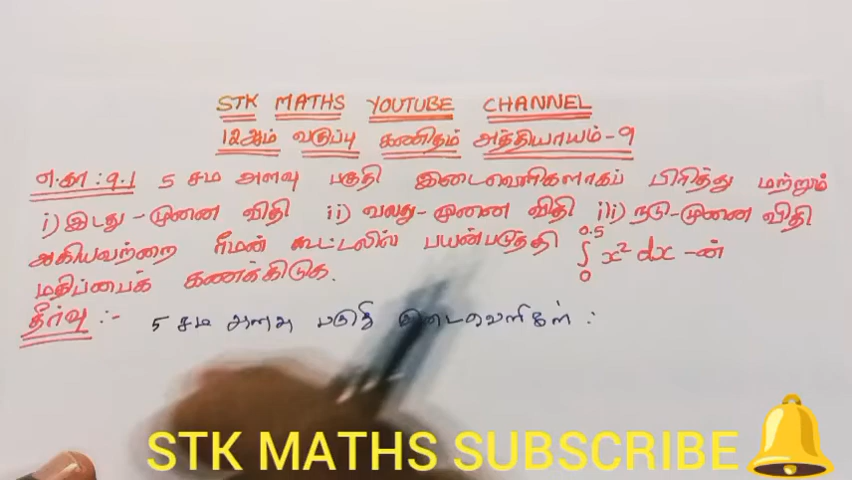 STK MATHS YOUTUBE CHANNEL
12ஆம் வகுப்பு கணிதம் அத்தியாயம்-9
எ.கா : 9.1 5 சம அளவு பகுதி இடைவெளிகளாகப் பிரித்து மற்றும்
i) இடது-முனை விதி ii) வலது-முனை விதி iii) நடு-முனை விதி
ஆகியவற்றை ரீமன் கூட்டலில் பயன்படுத்தி ∫₀^0.5 x² dx -ன்
மதிப்பைக் கணக்கிடுக.
தீர்வு :- 5 சம அளவு பகுதி இடைவெளிகள் :
STK MATHS SUBSCRIBE